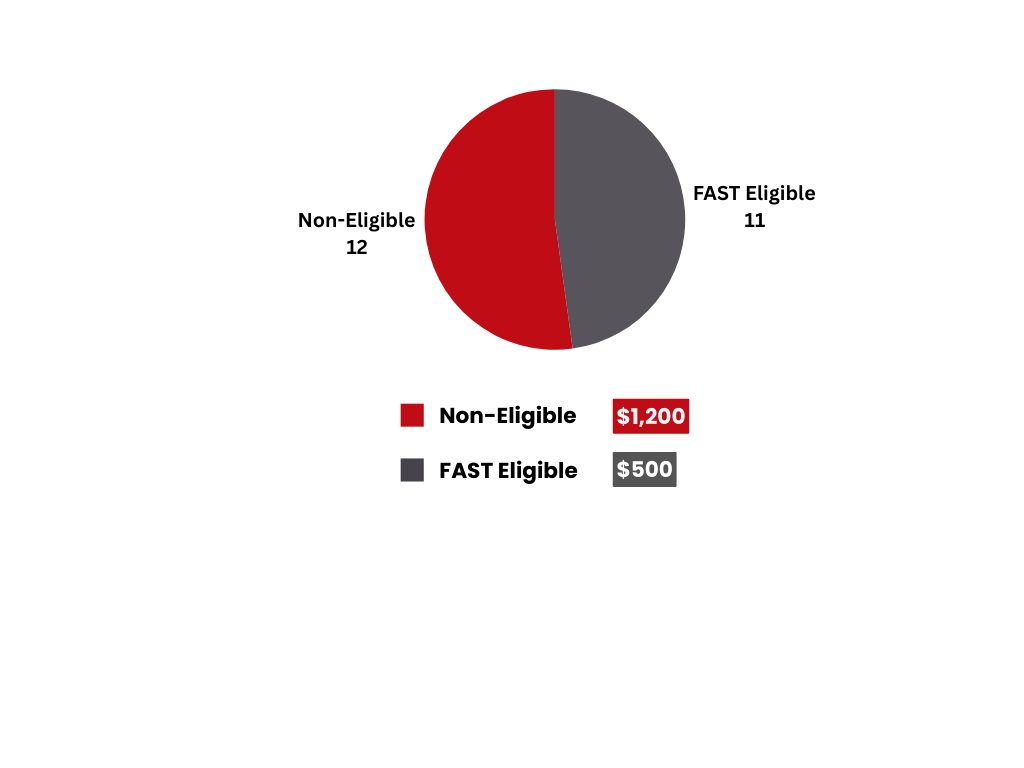 FAST Eligible
11
Non-Eligible
12
Non-Eligible $1,200
FAST Eligible $500